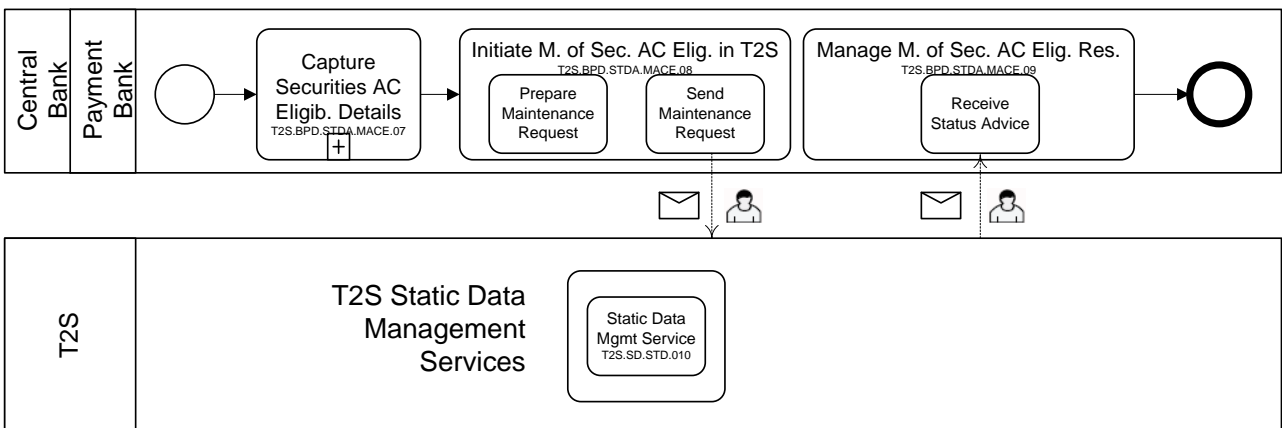 Central
Bank
Payment
Bank
Capture
Securities AC
Eligib. Details
T2S.BPD.STDA.MACE.07
Initiate M. of Sec. AC Elig. in T2S
T2S.BPD.STDA.MACE.08
Prepare
Maintenance
Request
Send
Maintenance
Request
Manage M. of Sec. AC Elig. Res.
T2S.BPD.STDA.MACE.09
Receive
Status Advice
T2S
T2S Static Data
Management
Services
Static Data
Mgmt Service
T2S.SD.STD.010